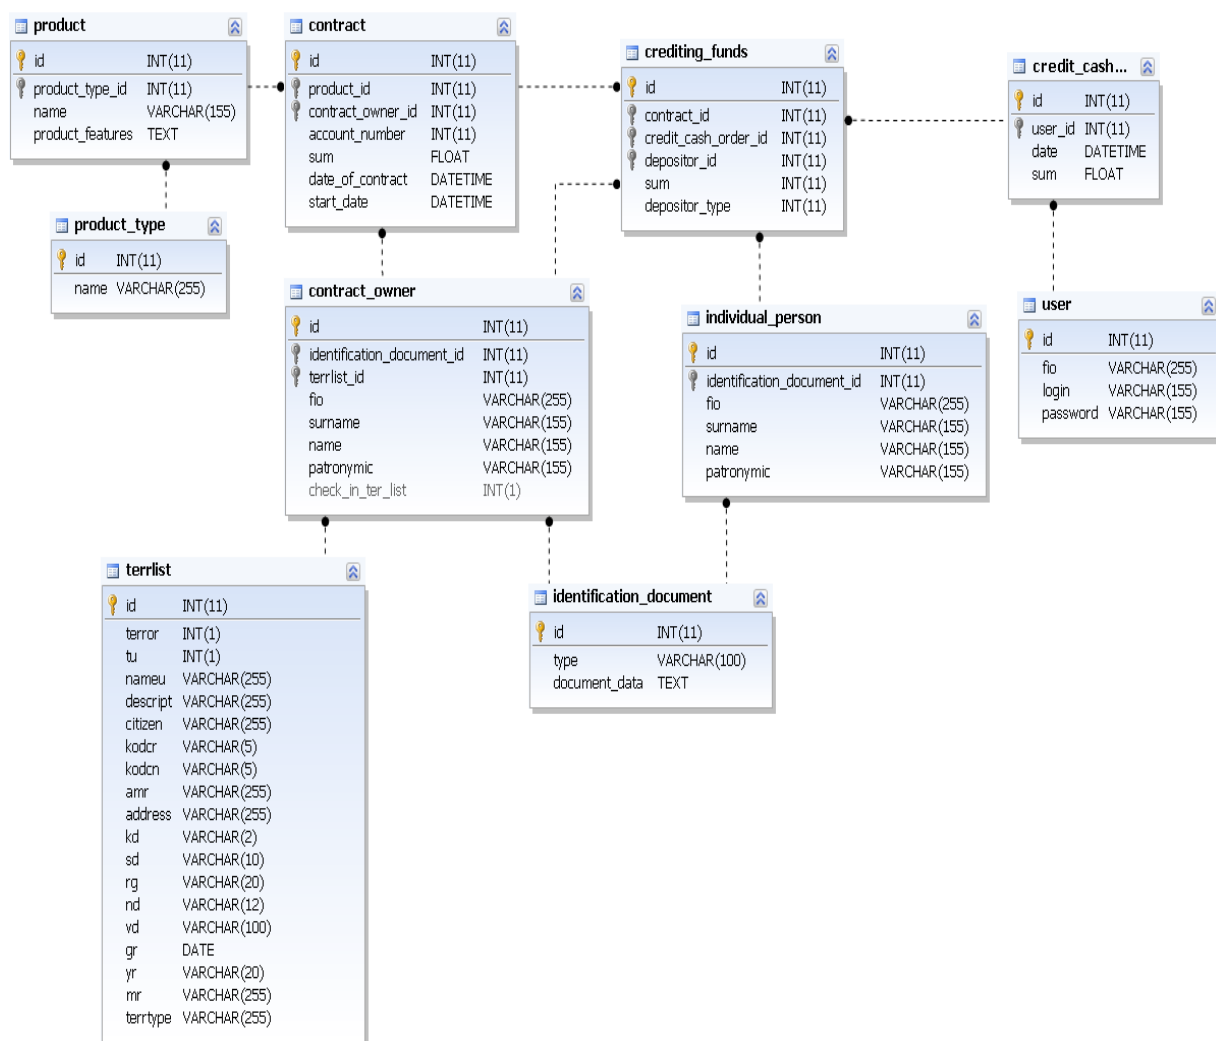 product
id INT(11)
product_type_id INT(11)
name VARCHAR(155)
product_features TEXT
contract
id INT(11)
product_id INT(11)
contract_owner_id INT(11)
account_number INT(11)
sum FLOAT
date_of_contract DATETIME
start_date DATETIME
crediting_funds
id INT(11)
contract_id INT(11)
credit_cash_order_id INT(11)
depositor_id INT(11)
sum INT(11)
depositor_type INT(11)
credit_cash...
id INT(11)
user_id INT(11)
date DATETIME
sum FLOAT
product_type
id INT(11)
name VARCHAR(255)
contract_owner
id INT(11)
identification_document_id INT(11)
terrlist_id INT(11)
fio VARCHAR(255)
surname VARCHAR(155)
name VARCHAR(155)
patronymic VARCHAR(155)
check_in_ter_list INT(1)
individual_person
id INT(11)
identification_document_id INT(11)
fio VARCHAR(255)
surname VARCHAR(155)
name VARCHAR(155)
patronymic VARCHAR(155)
user
id INT(11)
fio VARCHAR(255)
login VARCHAR(155)
password VARCHAR(155)
terrlist
id INT(11)
terror INT(1)
tu INT(1)
nameu VARCHAR(255)
descript VARCHAR(255)
citizen VARCHAR(255)
kodcr VARCHAR(5)
kodcn VARCHAR(5)
amr VARCHAR(255)
address VARCHAR(255)
kd VARCHAR(2)
sd VARCHAR(10)
rg VARCHAR(20)
nd VARCHAR(12)
vd VARCHAR(100)
gr DATE
yr VARCHAR(20)
mr VARCHAR(255)
terrtype VARCHAR(255)
identification_document
id INT(11)
type VARCHAR(100)
document_data TEXT